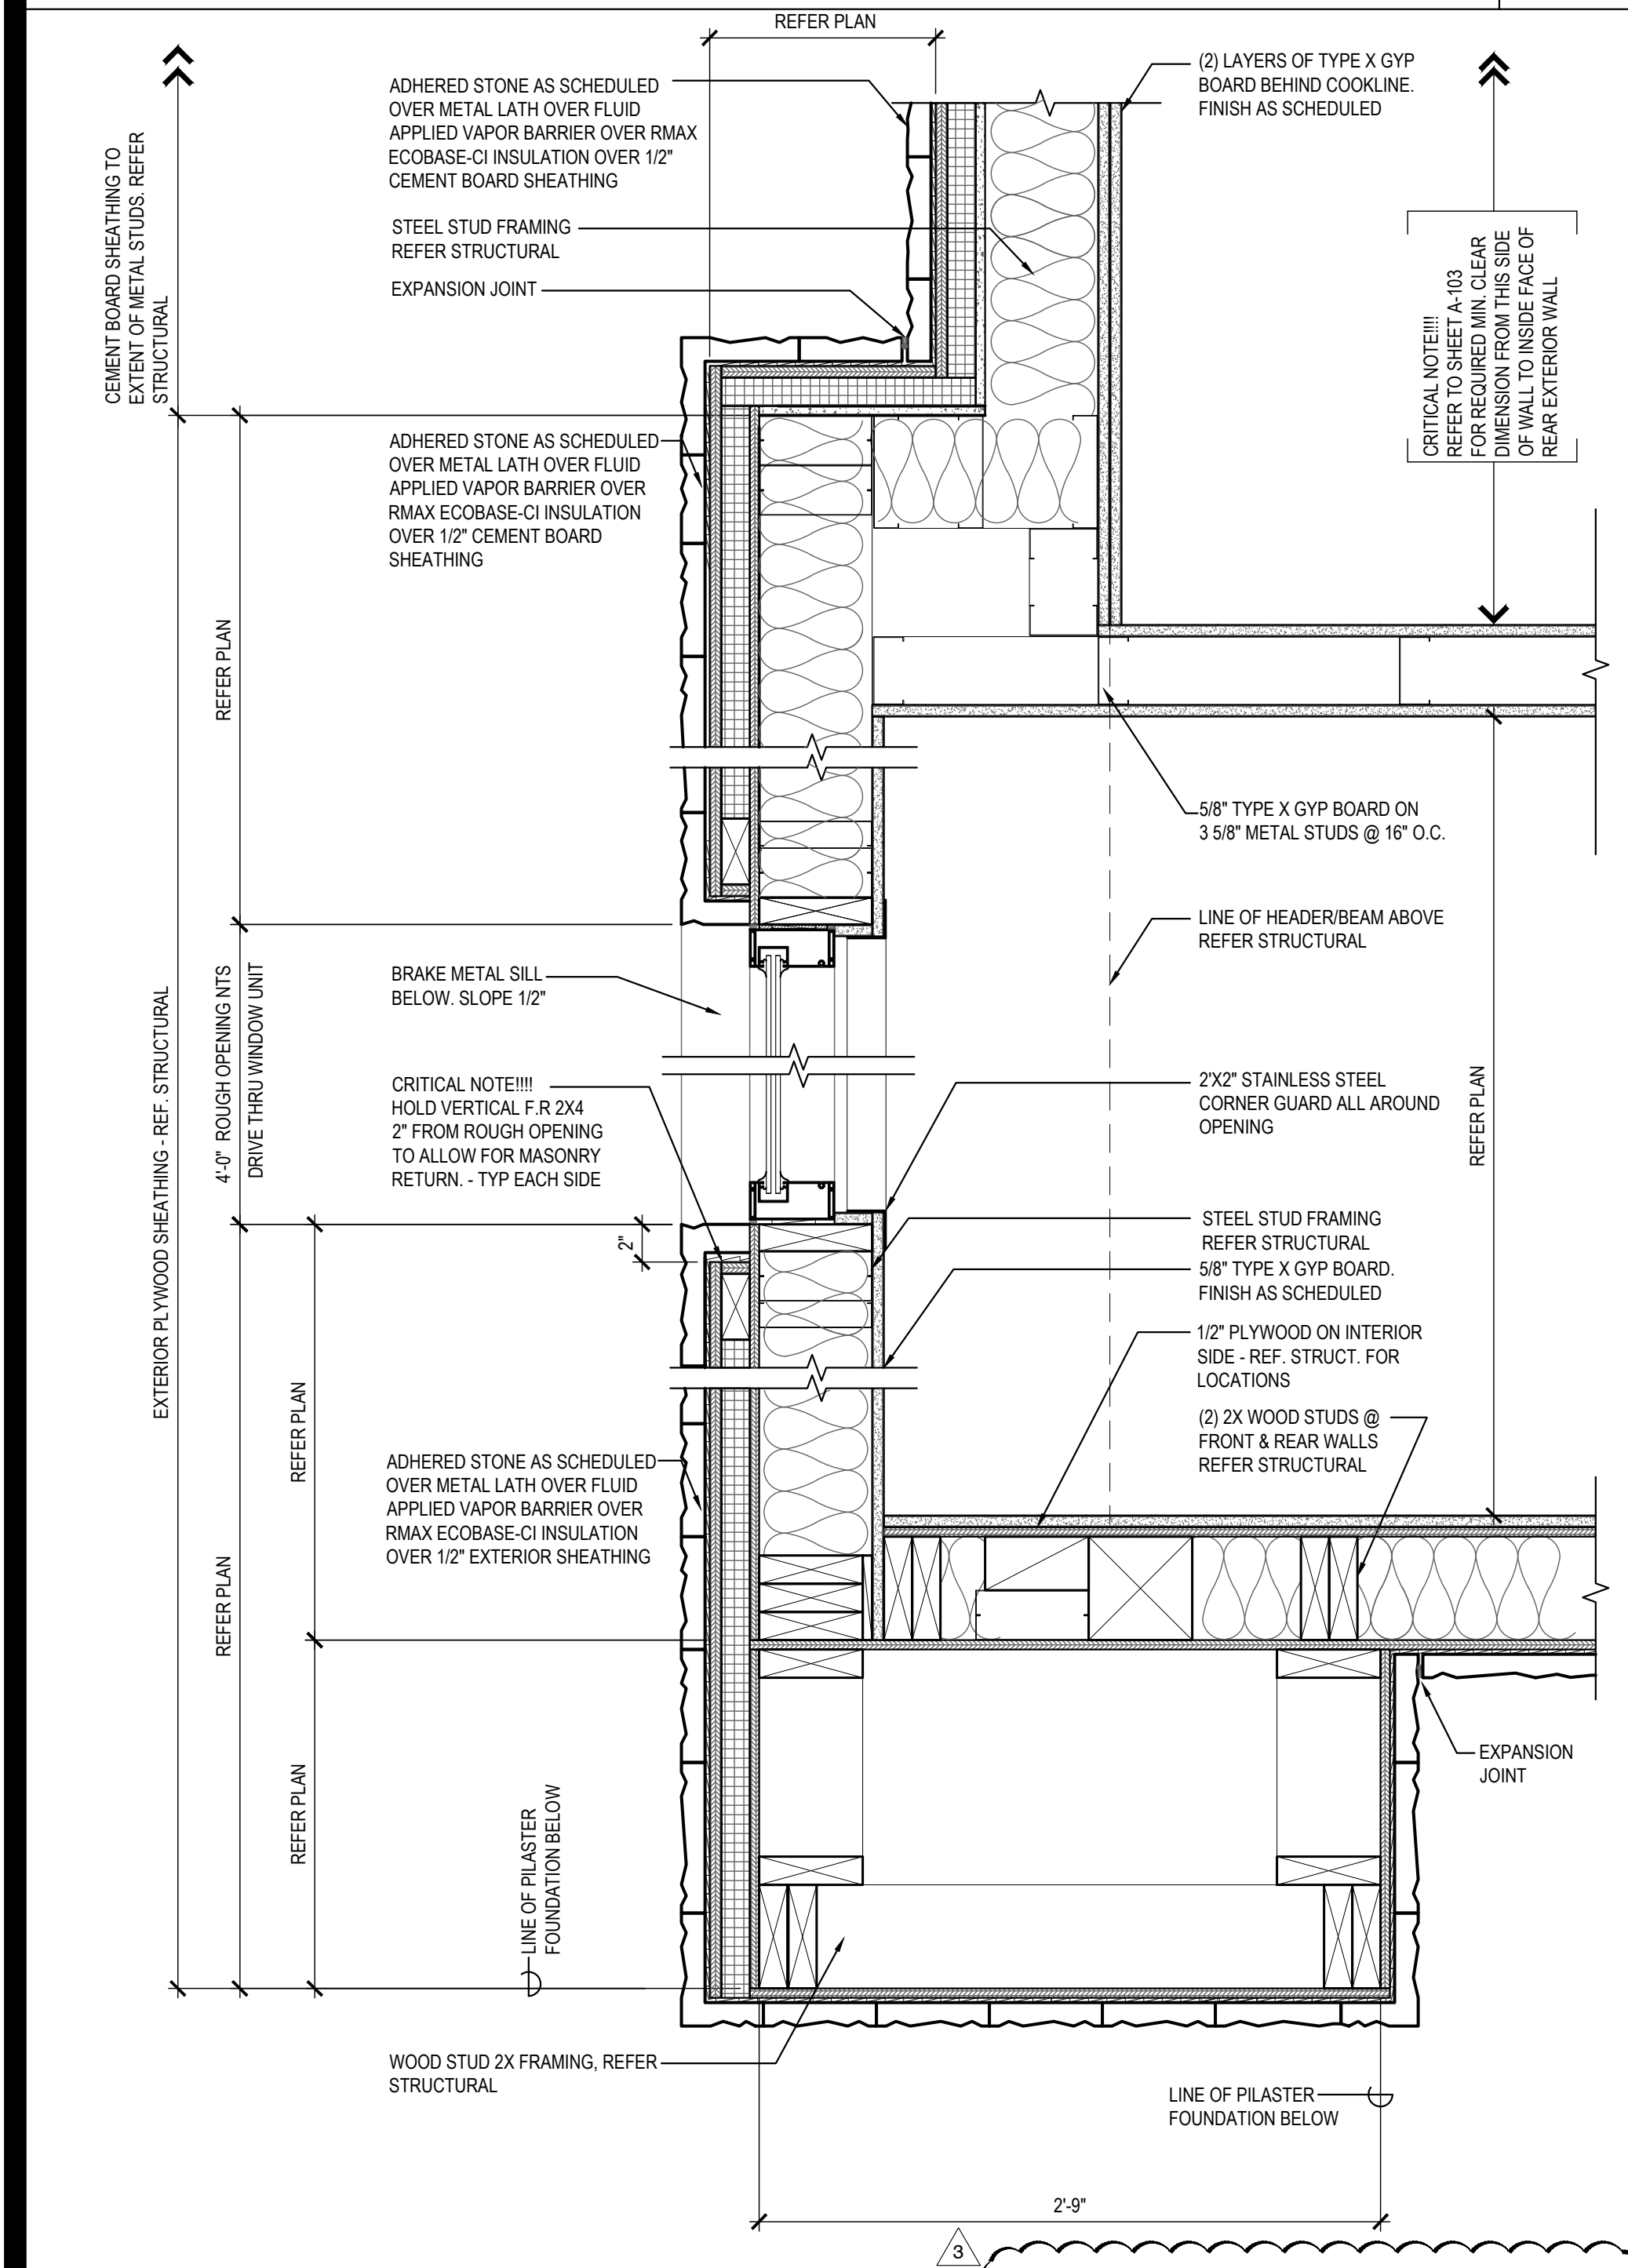 REFER PLAN
ADHERED STONE AS SCHEDULED
OVER METAL LATH OVER FLUID
APPLIED VAPOR BARRIER OVER RMAX
ECOBASE-CI INSULATION OVER 1/2"
CEMENT BOARD SHEATHING
(2) LAYERS OF TYPE X GYP
BOARD BEHIND COOKLINE.
FINISH AS SCHEDULED
CEMENT BOARD SHEATHING TO
EXTENT OF METAL STUDS. REFER
STRUCTURAL
STEEL STUD FRAMING
REFER STRUCTURAL
EXPANSION JOINT
CRITICAL NOTE!!!!
REFER TO SHEET A-103
FOR REQUIRED MIN. CLEAR
DIMENSION FROM THIS SIDE
OF WALL TO INSIDE FACE OF
REAR EXTERIOR WALL
ADHERED STONE AS SCHEDULED
OVER METAL LATH OVER FLUID
APPLIED VAPOR BARRIER OVER
RMAX ECOBASE-CI INSULATION
OVER 1/2" CEMENT BOARD
SHEATHING
REFER PLAN
5/8" TYPE X GYP BOARD ON
3 5/8" METAL STUDS @ 16" O.C.
LINE OF HEADER/BEAM ABOVE
REFER STRUCTURAL
BRAKE METAL SILL
BELOW. SLOPE 1/2"
EXTERIOR PLYWOOD SHEATHING - REF. STRUCTURAL
4'-0" ROUGH OPENING NTS
DRIVE THRU WINDOW UNIT
CRITICAL NOTE!!!!
HOLD VERTICAL F.R 2X4
2" FROM ROUGH OPENING
TO ALLOW FOR MASONRY
RETURN. - TYP EACH SIDE
2'X2" STAINLESS STEEL
CORNER GUARD ALL AROUND
OPENING
REFER PLAN
2"
STEEL STUD FRAMING
REFER STRUCTURAL
5/8" TYPE X GYP BOARD.
FINISH AS SCHEDULED
1/2" PLYWOOD ON INTERIOR
SIDE - REF. STRUCT. FOR
LOCATIONS
(2) 2X WOOD STUDS @
FRONT & REAR WALLS
REFER STRUCTURAL
REFER PLAN
ADHERED STONE AS SCHEDULED
OVER METAL LATH OVER FLUID
APPLIED VAPOR BARRIER OVER
RMAX ECOBASE-CI INSULATION
OVER 1/2" EXTERIOR SHEATHING
REFER PLAN
REFER PLAN
EXPANSION
JOINT
LINE OF PILASTER
FOUNDATION BELOW
WOOD STUD 2X FRAMING, REFER
STRUCTURAL
LINE OF PILASTER
FOUNDATION BELOW
2'-9"
3